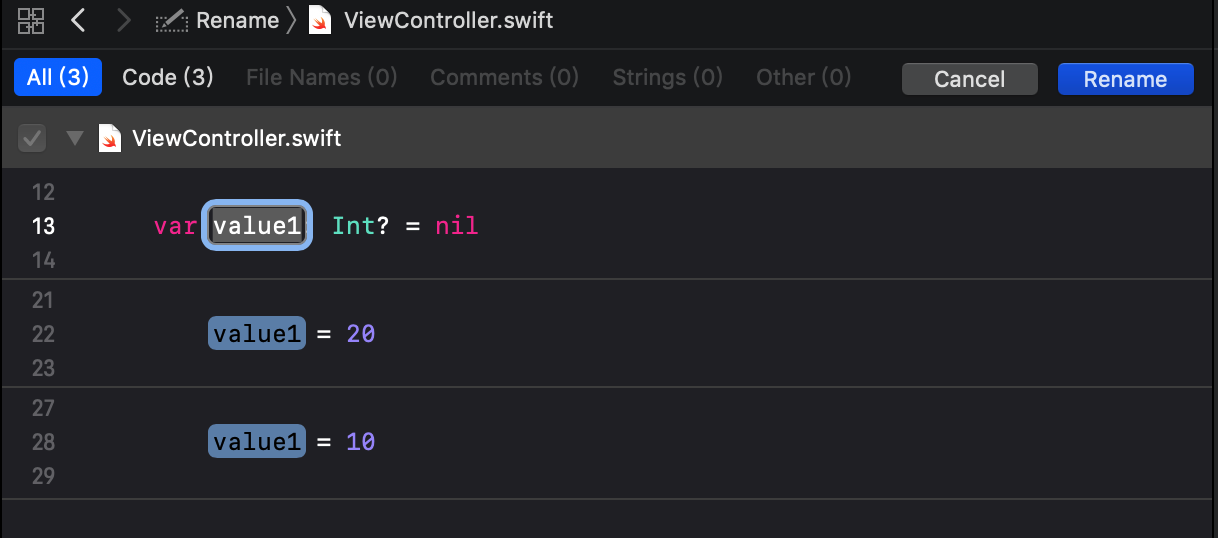 Rename ViewController.swift
All (3) Code (3) File Names (0) Comments (0) Strings (0) Other (0) Cancel Rename
ViewController.swift
12
13 var value1 Int? = nil
14
21
22 value1 = 20
23
27
28 value1 = 10
29